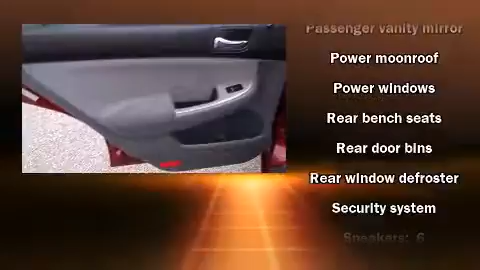 Passenger vanity mirror
Power moonroof
Power windows
Rear bench seats
Rear door bins
Rear window defroster
Security system
Speakers: 6